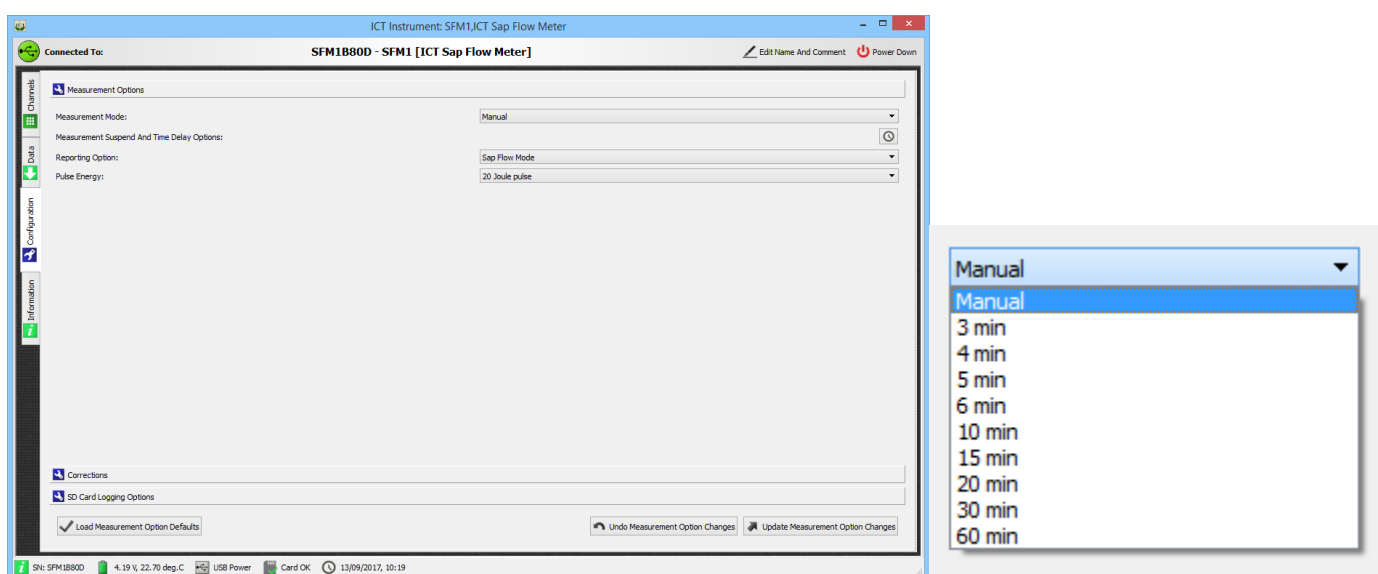 ICT Instrument: SFM1,ICT Sap Flow Meter
Connected To:
SFM1B80D - SFM1 [ICT Sap Flow Meter]
Edit Name And Comment
Power Down
Channels
Data
Configuration
Information
Measurement Options
Measurement Mode:
Manual
Measurement Suspend And Time Delay Options:
Reporting Option:
Sap Flow Mode
Pulse Energy:
20 Joule pulse
Corrections
SD Card Logging Options
Load Measurement Option Defaults
Undo Measurement Option Changes
Update Measurement Option Changes
SN: SFM1B80D
4.19 V, 22.70 deg.C
USB Power
Card OK
13/09/2017, 10:19
Manual
Manual
3 min
4 min
5 min
6 min
10 min
15 min
20 min
30 min
60 min